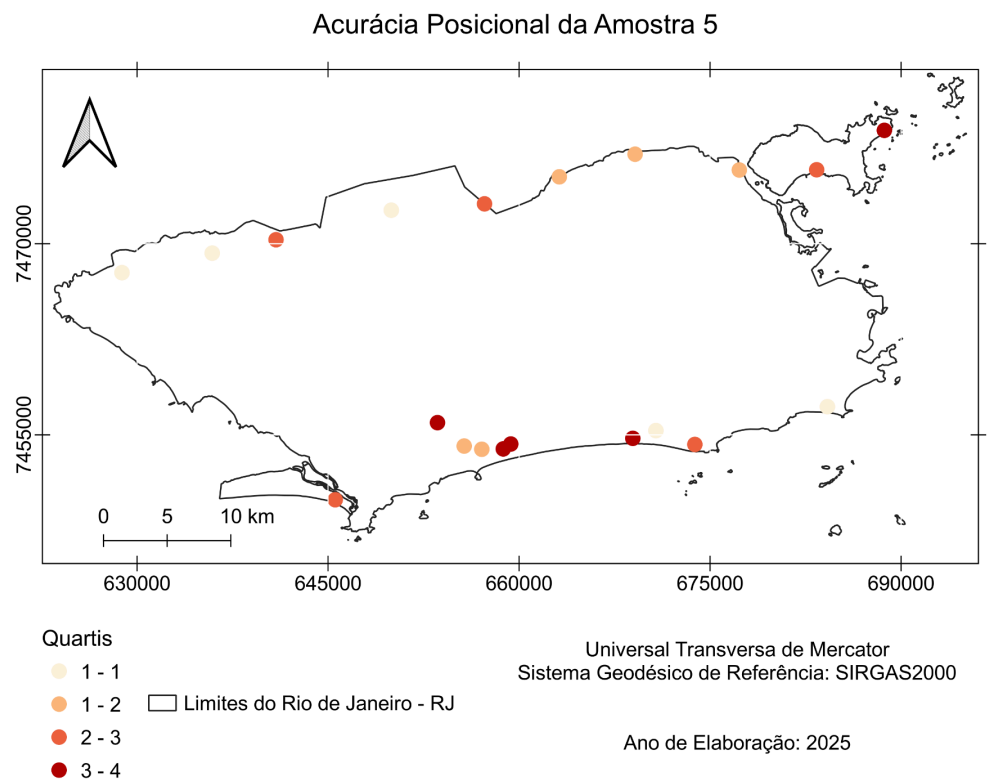 Acurácia Posicional da Amostra 5
7470000
7455000
0 5 10 km
630000 645000 660000 675000 690000
Quartis
1 - 1
1 - 2
2 - 3
3 - 4
Limites do Rio de Janeiro - RJ
Universal Transversa de Mercator
Sistema Geodésico de Referência: SIRGAS2000
Ano de Elaboração: 2025